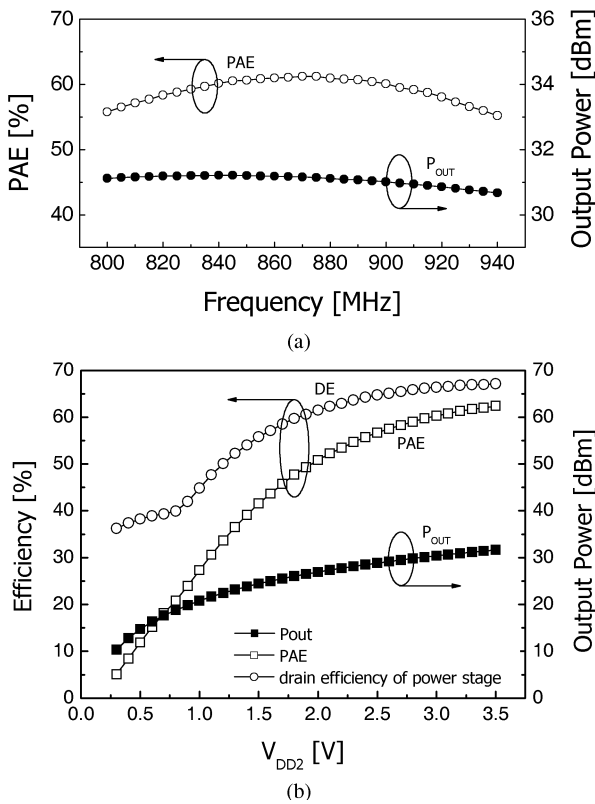 70
60
50
40
PAE [%]
PAE
P_OUT
36
34
32
30
Output Power [dBm]
800 820 840 860 880 900 920 940
Frequency [MHz]
(a)
70
60
50
40
30
20
10
0
Efficiency [%]
DE
PAE
P_OUT
Pout
PAE
drain efficiency of power stage
70
60
50
40
30
20
10
0
Output Power [dBm]
0.0 0.5 1.0 1.5 2.0 2.5 3.0 3.5
V_DD2 [V]
(b)